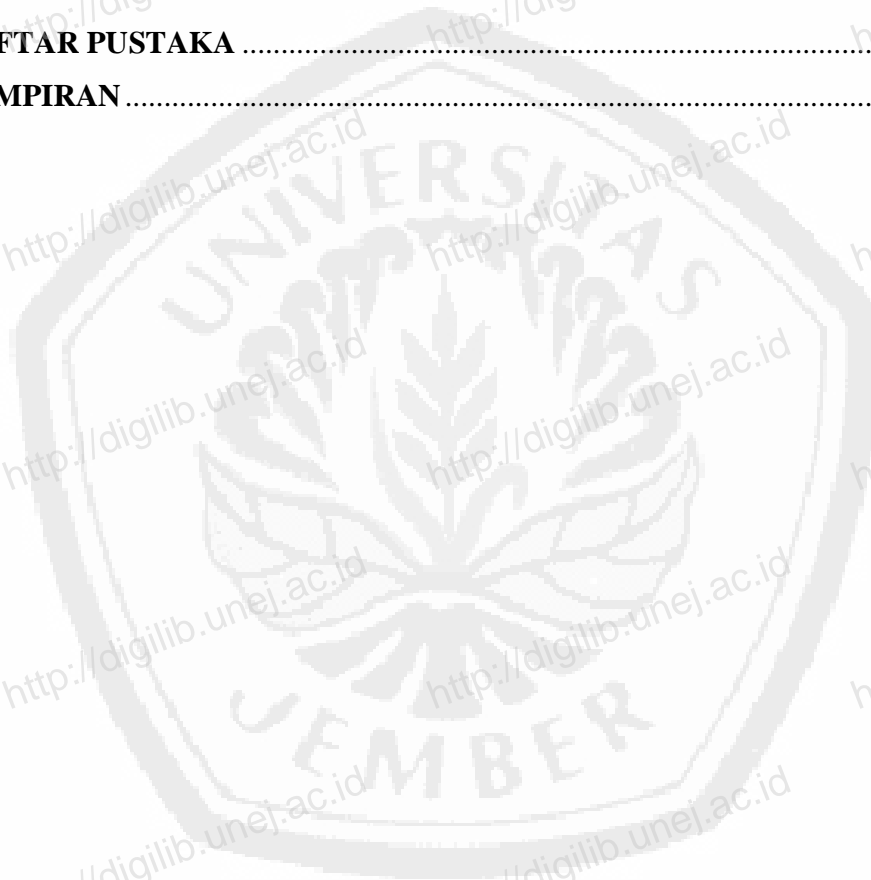 http://dig
http://dig
h
FTAR PUSTAKA ................................................................................
MPIRAN ................................................................................
http://digilib.unej.ac.id
http://digilib.unej.ac.id
h
UNIVERSITAS
http://digilib.unej.ac.id
http://digilib.unej.ac.id
h
http://digilib.unej.ac.id
http://digilib.unej.ac.id
h
JEMBER
//digilib.unej.ac.id
//digilib.unej.ac.id